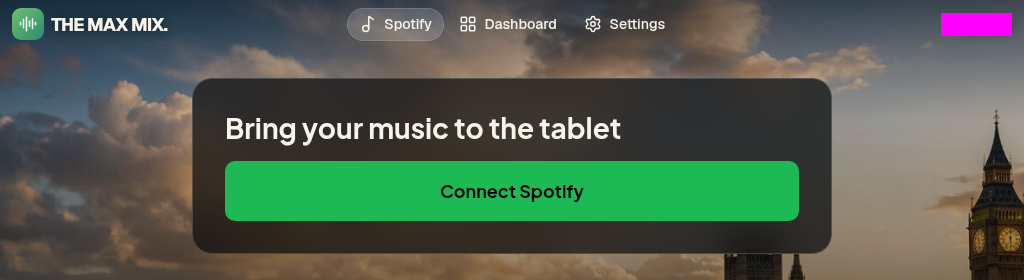 THE MAX MIX.
Spotify
Dashboard
Settings
Bring your music to the tablet
Connect Spotify